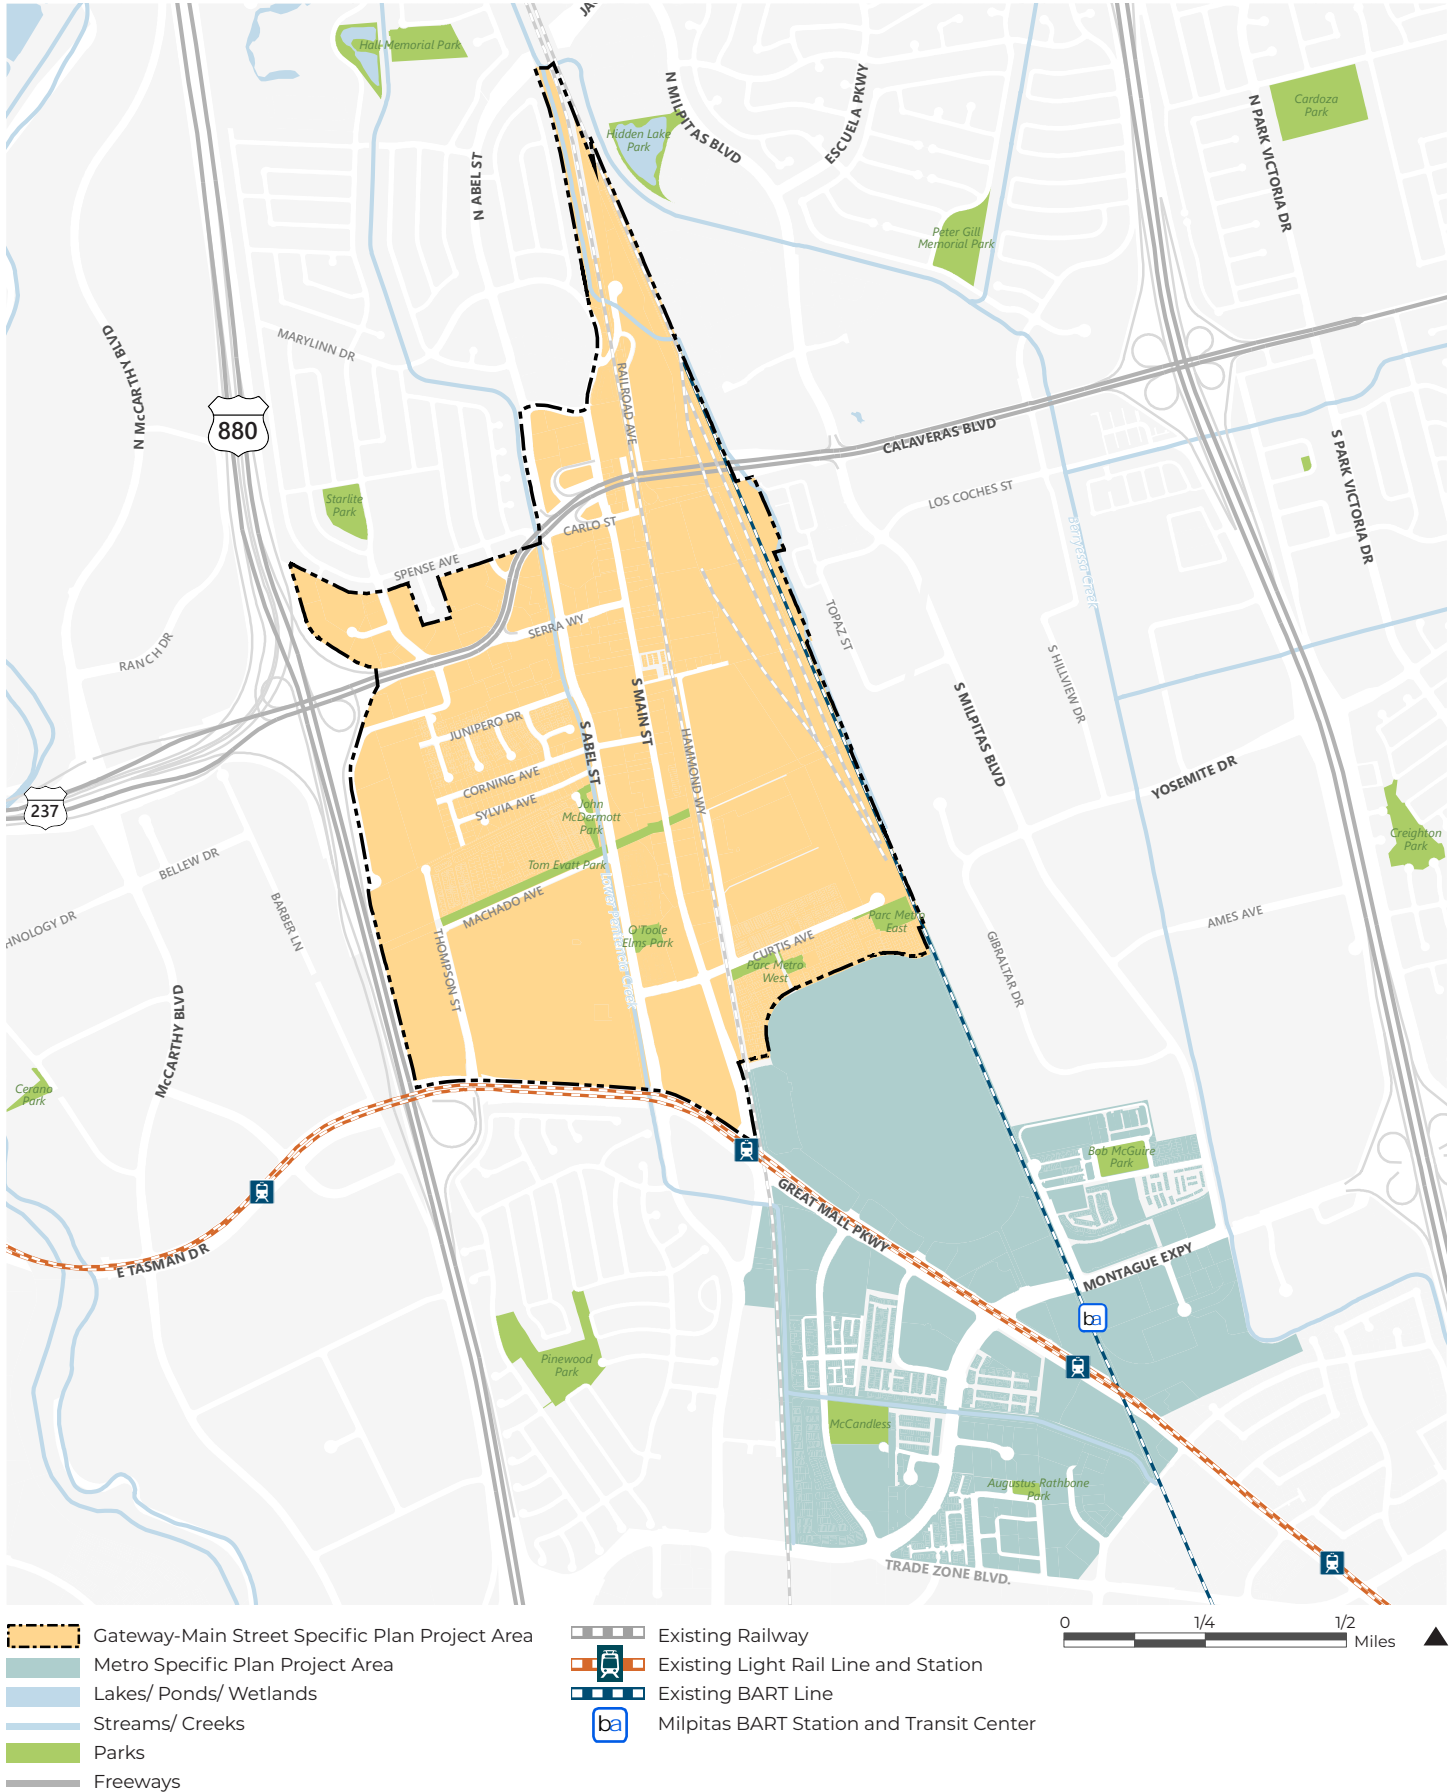 Hall-Memorial Park
N MILPITAS BLVD
ESCUELA PKWY
Cardoza
Park
N PARK VICTORIA DR
Hidden Lake
Park
N ABEL ST
Peter Gill
Memorial Park
MARYLINN DR
N McCARTHY BLVD
RAILROAD AVE
880
CALAVERAS BLVD
S PARK VICTORIA DR
LOS COCHES ST
Starlite
Park
CARLO ST
Berryessa Creek
SPENSE AVE
SERRA WY
TOPAZ ST
RANCH DR
S HILLVIEW DR
S MAIN ST
S MILPITAS BLVD
JUNIPERO DR
S ABEL ST
HAMMOND WY
CORNING AVE
YOSEMITE DR
SYLVIA AVE
237
John
McDermott
Park
Creighton
Park
BELLEW DR
Tom Evatt Park
MACHADO AVE
BARBER LN
HNOLOGY DR
Parc Metro
East
AMES AVE
O'Toole
Elms Park
CURTIS AVE
THOMPSON ST
Parc Metro
West
GIBRALTAR DR
McCARTHY BLVD
Cerano
Park
Bob McGuire
Park
GREAT MALL PKWY
E TASMAN DR
MONTAGUE EXPY
ba
Pinewood
Park
McCandless
Augustus Rathbone
Park
TRADE ZONE BLVD.
Gateway-Main Street Specific Plan Project Area
Metro Specific Plan Project Area
Lakes/ Ponds/ Wetlands
Streams/ Creeks
Parks
Freeways
Existing Railway
Existing Light Rail Line and Station
Existing BART Line
ba Milpitas BART Station and Transit Center
0 1/4 1/2
Miles